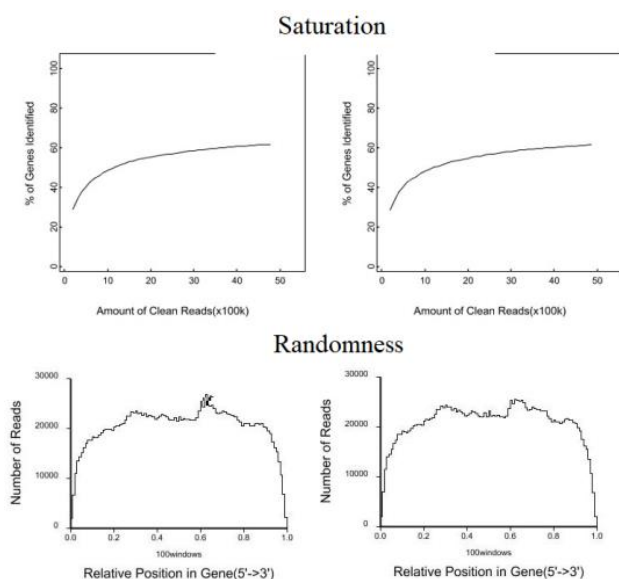 Saturation
% of Genes Identified
100
80
60
40
20
0
0 10 20 30 40 50
Amount of Clean Reads(x100k)
% of Genes Identified
100
80
60
40
20
0
0 10 20 30 40 50
Amount of Clean Reads(x100k)
Randomness
Number of Reads
30000
20000
10000
0
0.0 0.2 0.4 0.6 0.8 1.0
100windows
Relative Position in Gene(5'->3')
Number of Reads
30000
20000
10000
0
0.0 0.2 0.4 0.6 0.8 1.0
100windows
Relative Position in Gene(5'->3')